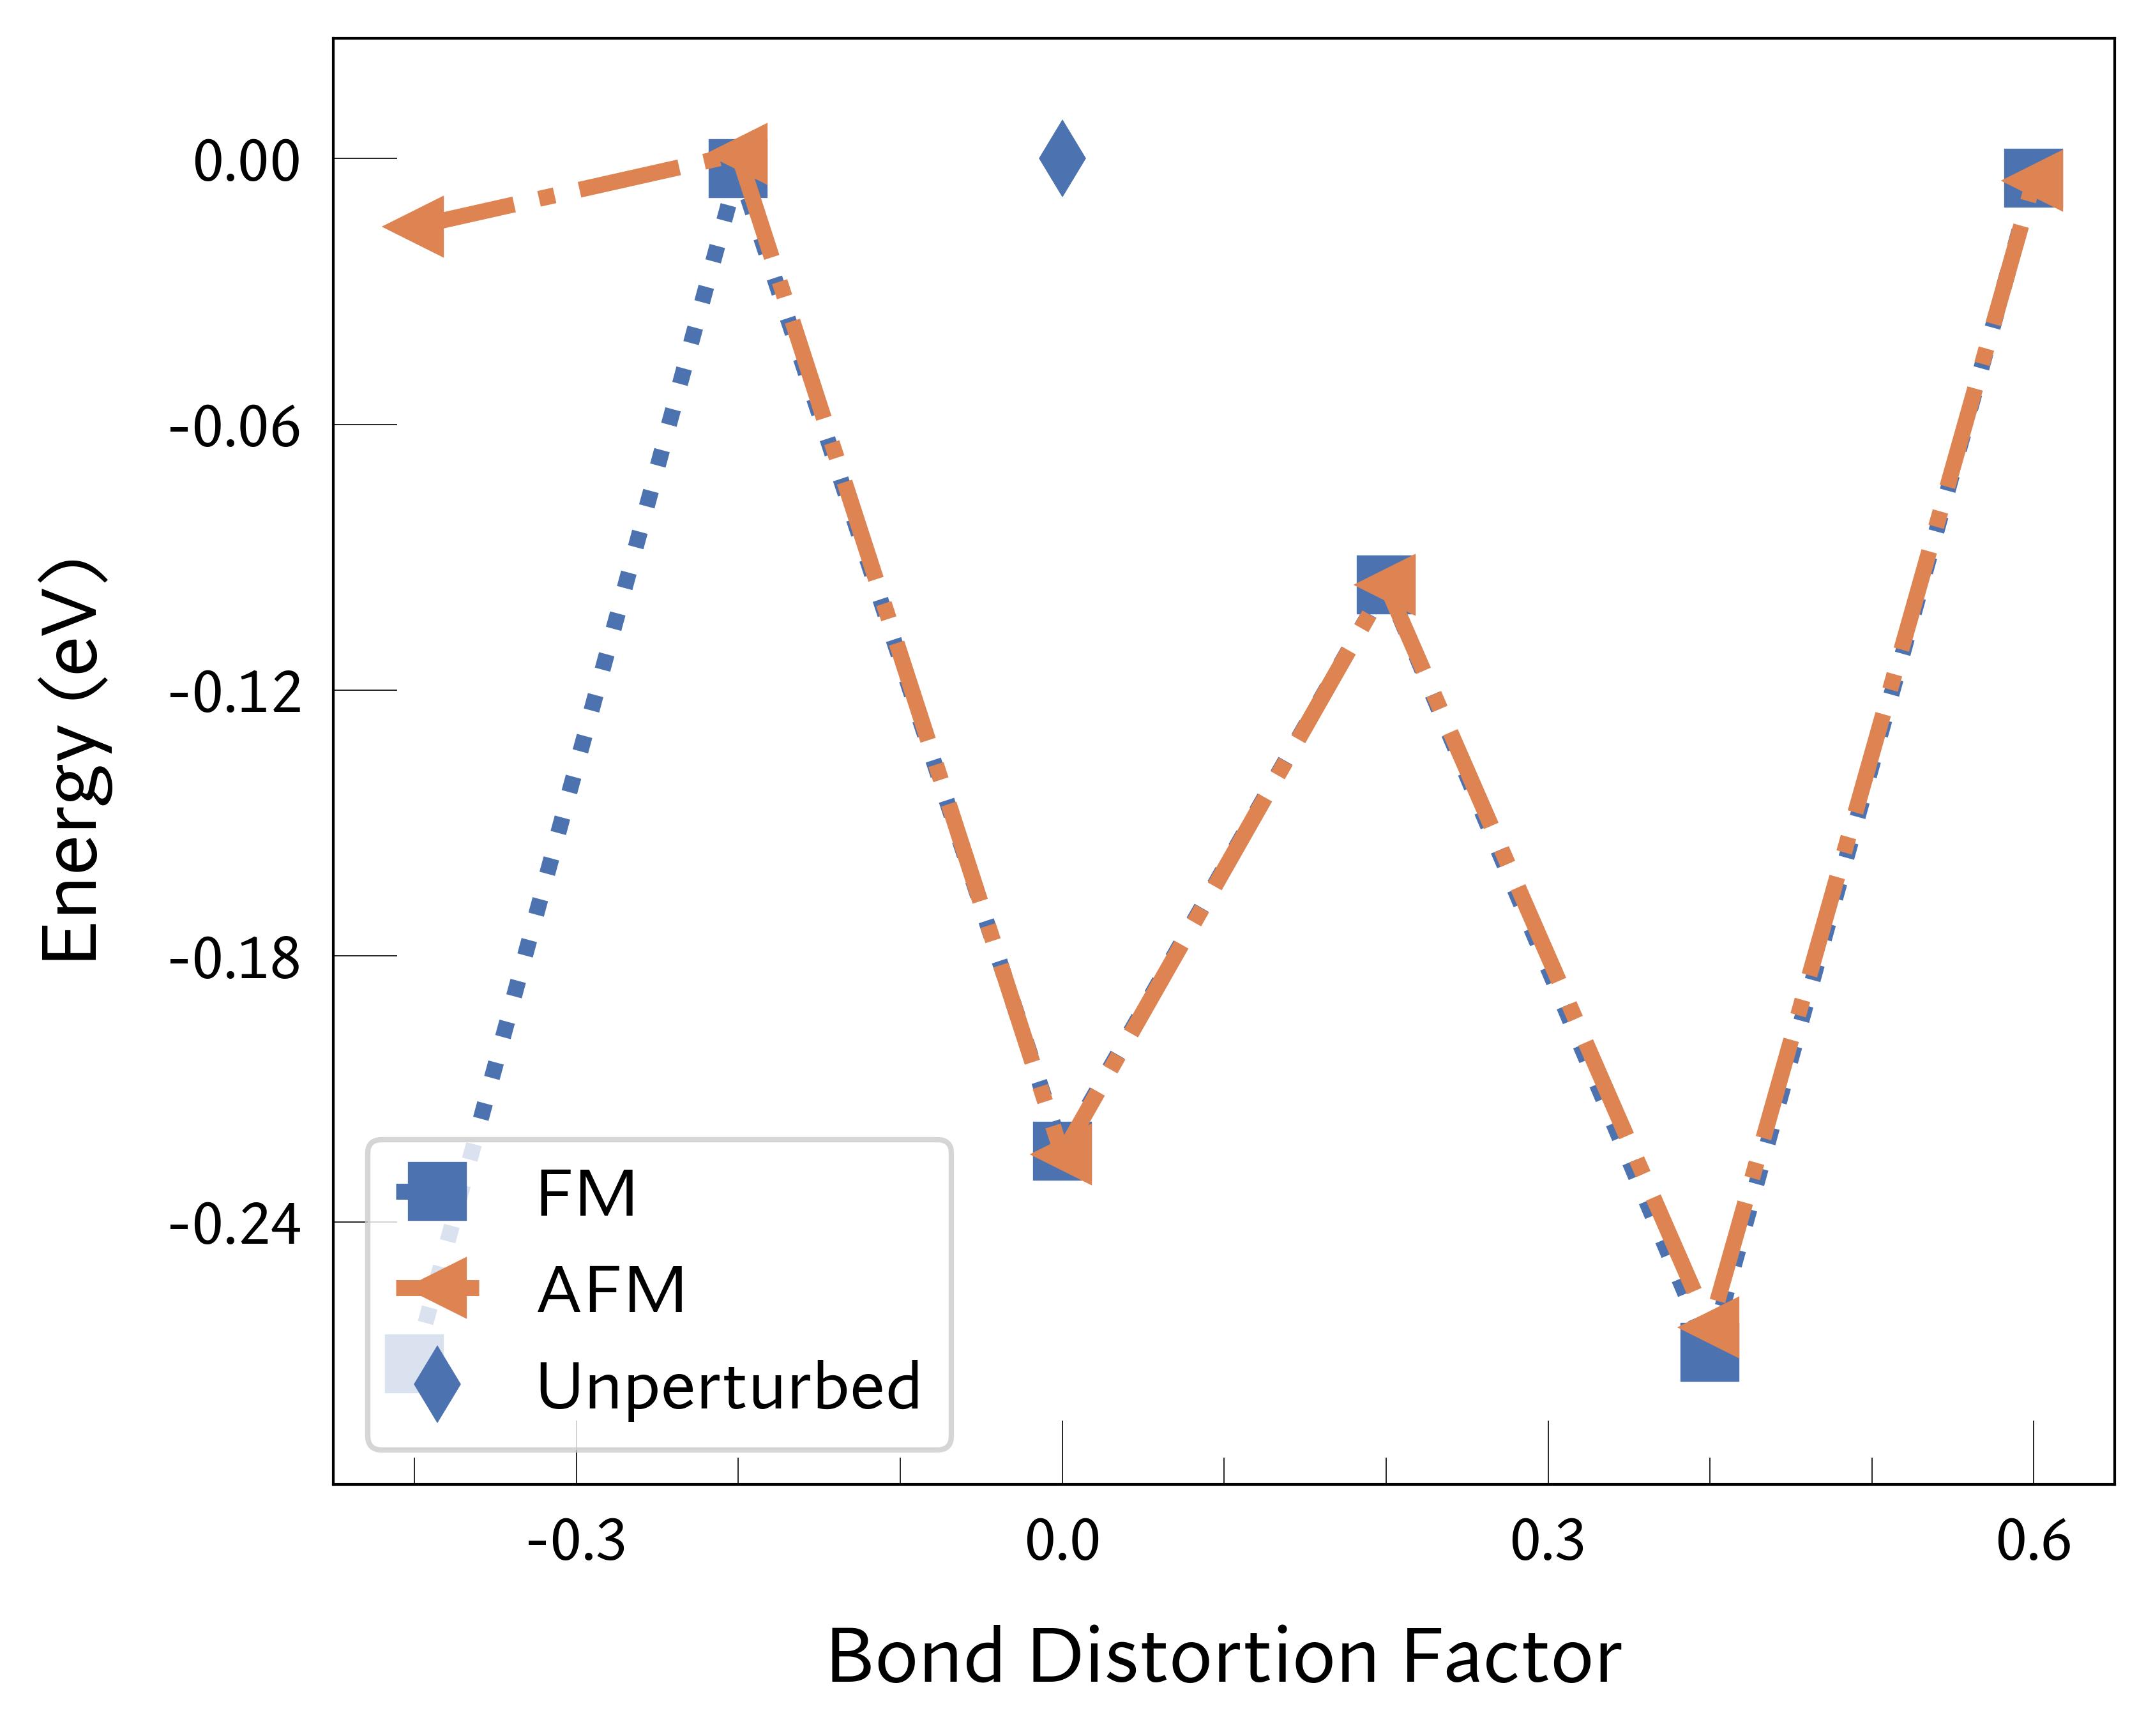 0.00
-0.06
-0.12
-0.18
-0.24
Energy (eV)
FM
AFM
Unperturbed
-0.3
0.0
0.3
0.6
Bond Distortion Factor